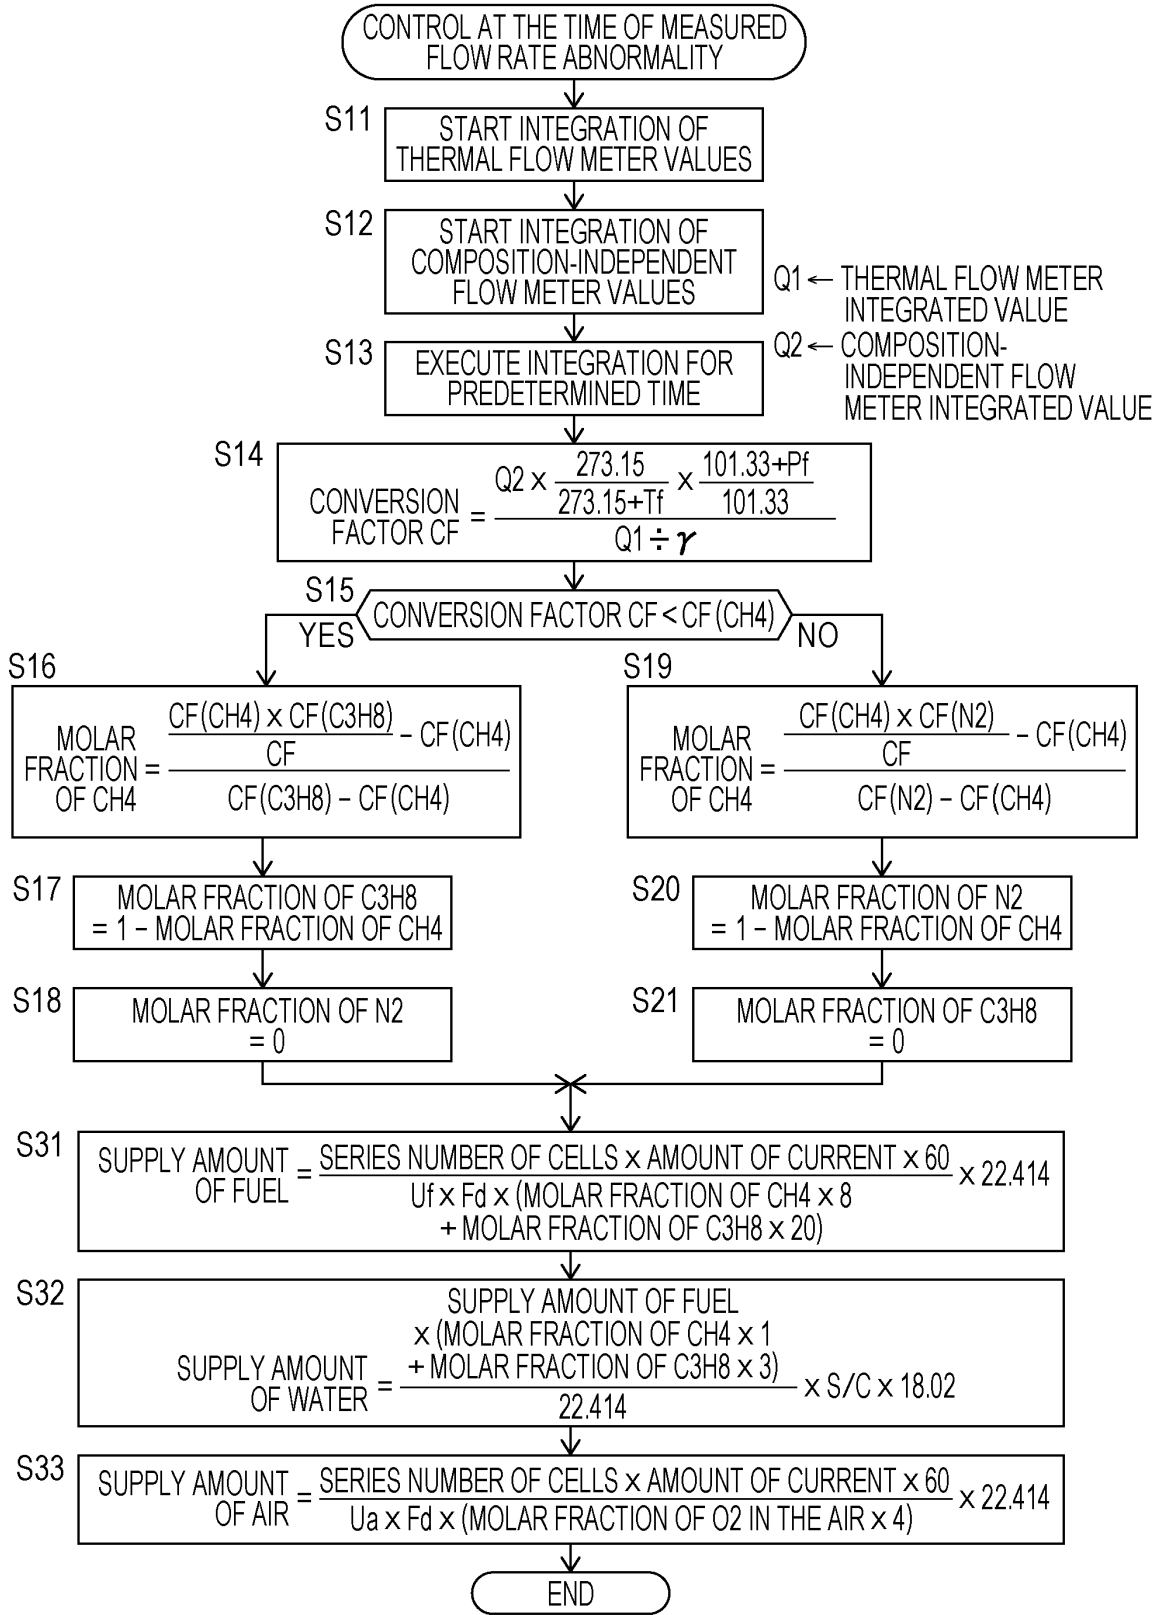 CONTROL AT THE TIME OF MEASURED
FLOW RATE ABNORMALITY
S11
START INTEGRATION OF
THERMAL FLOW METER VALUES
S12
START INTEGRATION OF
COMPOSITION-INDEPENDENT
FLOW METER VALUES
Q1 ← THERMAL FLOW METER
INTEGRATED VALUE
Q2 ← COMPOSITION-
INDEPENDENT FLOW
METER INTEGRATED VALUE
S13
EXECUTE INTEGRATION FOR
PREDETERMINED TIME
S14
CONVERSION
FACTOR CF =
Q2 × 273.15 / 273.15+Tf × 101.33+Pf / 101.33
Q1 ÷ γ
S15
CONVERSION FACTOR CF < CF (CH4)
YES
NO
S16
MOLAR
FRACTION =
OF CH4
CF (CH4) × CF(C3H8)
CF
– CF (CH4)
CF(C3H8) – CF (CH4)
S19
MOLAR
FRACTION =
OF CH4
CF (CH4) × CF(N2)
CF
– CF (CH4)
CF(N2) – CF (CH4)
S17
MOLAR FRACTION OF C3H8
= 1 – MOLAR FRACTION OF CH4
S20
MOLAR FRACTION OF N2
= 1 – MOLAR FRACTION OF CH4
S18
MOLAR FRACTION OF N2
= 0
S21
MOLAR FRACTION OF C3H8
= 0
S31
SUPPLY AMOUNT
OF FUEL =
SERIES NUMBER OF CELLS × AMOUNT OF CURRENT × 60
Uf × Fd × (MOLAR FRACTION OF CH4 × 8
+ MOLAR FRACTION OF C3H8 × 20)
× 22.414
S32
SUPPLY AMOUNT
OF WATER =
SUPPLY AMOUNT OF FUEL
× (MOLAR FRACTION OF CH4 × 1
+ MOLAR FRACTION OF C3H8 × 3)
22.414
× S/C × 18.02
S33
SUPPLY AMOUNT
OF AIR =
SERIES NUMBER OF CELLS × AMOUNT OF CURRENT × 60
Ua × Fd × (MOLAR FRACTION OF O2 IN THE AIR × 4)
× 22.414
END